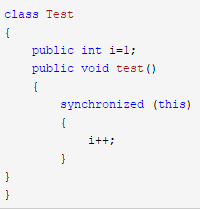 class Test
{
    public int i=1;
    public void test()
    {
        synchronized (this)
        {
            i++;
        }
}
}